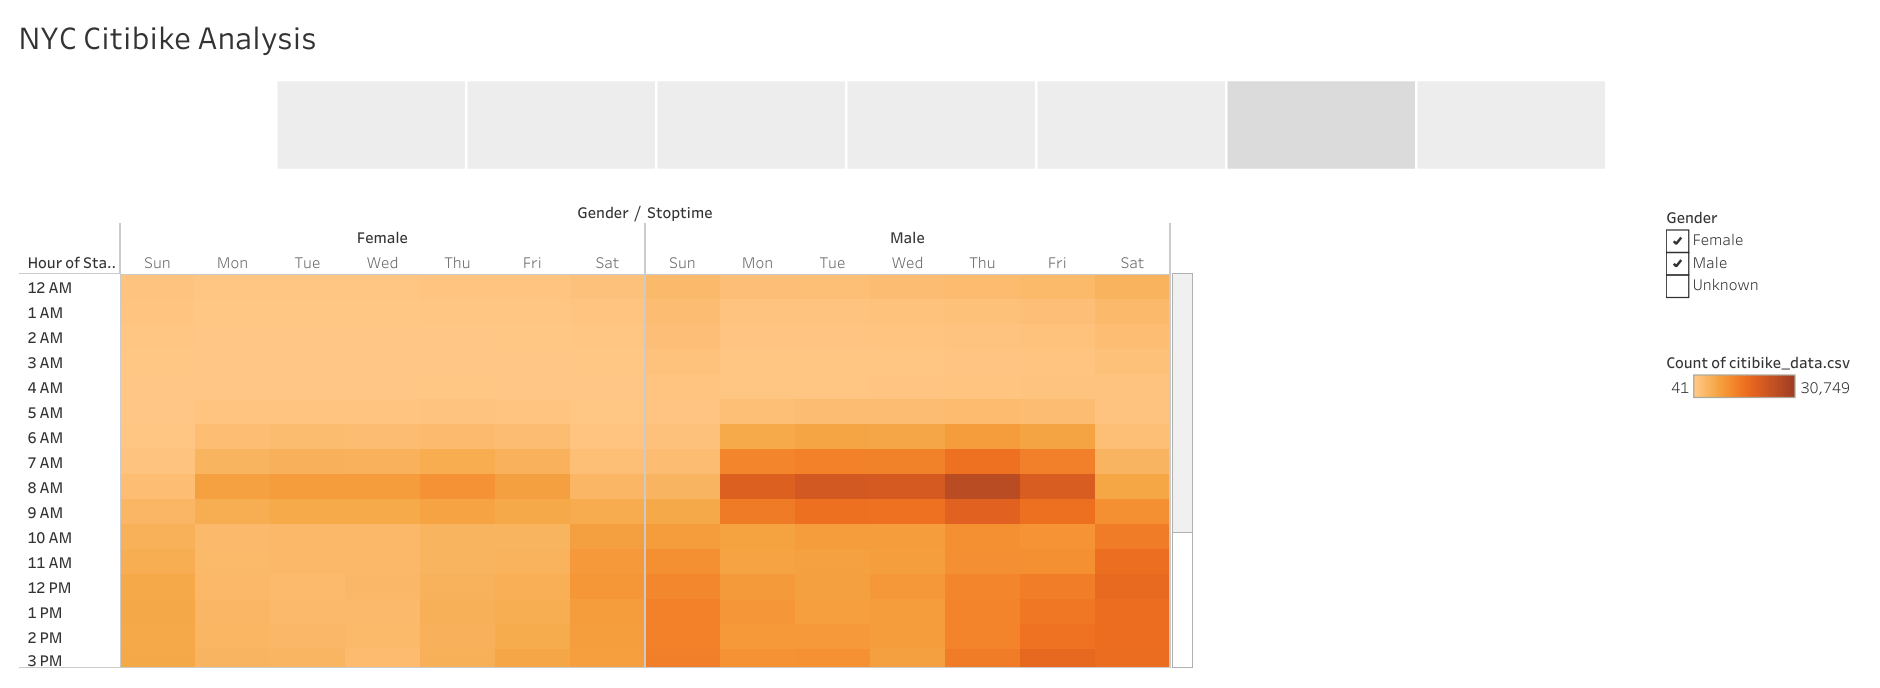 NYC Citibike Analysis
Gender / Stoptime
Female Male
Hour of Sta.. Sun Mon Tue Wed Thu Fri Sat Sun Mon Tue Wed Thu Fri Sat
12 AM
1 AM
2 AM
3 AM
4 AM
5 AM
6 AM
7 AM
8 AM
9 AM
10 AM
11 AM
12 PM
1 PM
2 PM
3 PM
Gender
Female
Male
Unknown
Count of citibike_data.csv
41 30,749